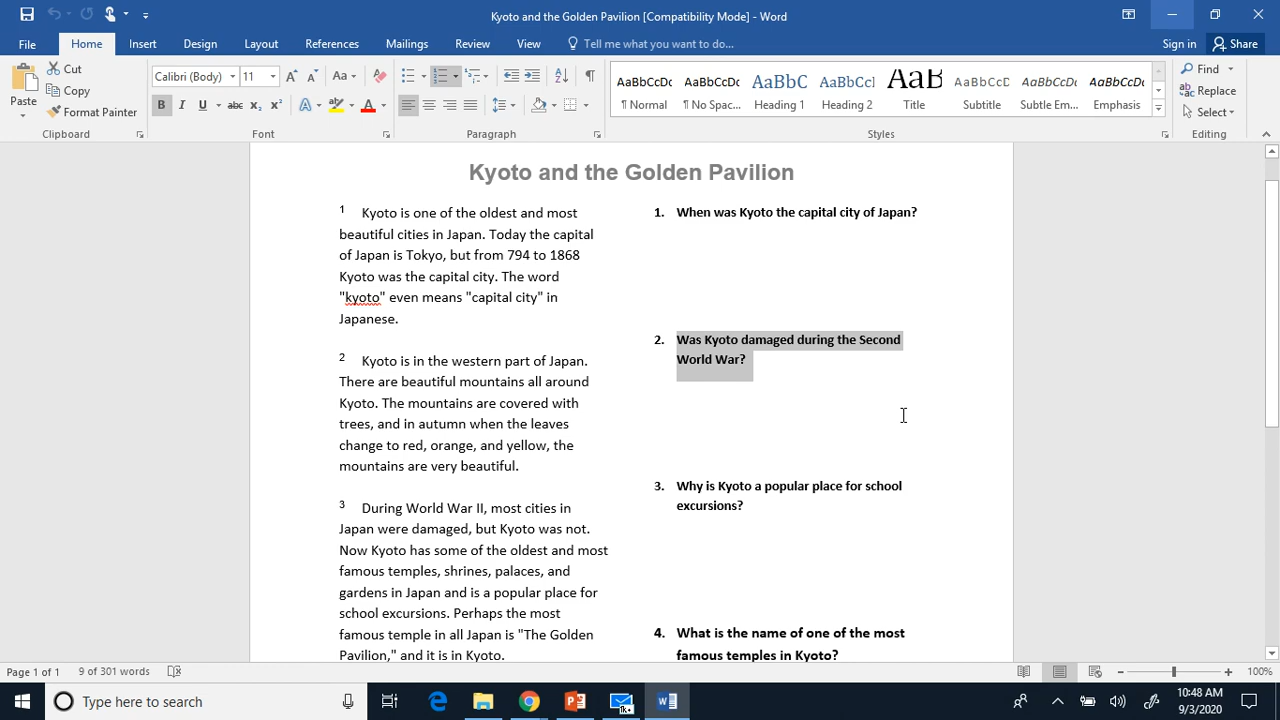 Kyoto and the Golden Pavilion [Compatibility Mode] - Word
File Home Insert Design Layout References Mailings Review View Tell me what you want to do... Sign in Share
Paste Cut Copy Format Painter
Calibri (Body) 11
AaBbCcDc AaBbCcDc AaBbC AaBbCcC AaB AaBbCcD AaBbCcDa AaBbCcDc
¶ Normal ¶ No Spac... Heading 1 Heading 2 Title Subtitle Subtle Em... Emphasis
Find Replace Select
Clipboard Font Paragraph Styles Editing
Kyoto and the Golden Pavilion
1 Kyoto is one of the oldest and most
beautiful cities in Japan. Today the capital
of Japan is Tokyo, but from 794 to 1868
Kyoto was the capital city. The word
"kyoto" even means "capital city" in
Japanese.
2 Kyoto is in the western part of Japan.
There are beautiful mountains all around
Kyoto. The mountains are covered with
trees, and in autumn when the leaves
change to red, orange, and yellow, the
mountains are very beautiful.
3 During World War II, most cities in
Japan were damaged, but Kyoto was not.
Now Kyoto has some of the oldest and most
famous temples, shrines, palaces, and
gardens in Japan and is a popular place for
school excursions. Perhaps the most
famous temple in all Japan is "The Golden
Pavilion," and it is in Kyoto.
1. When was Kyoto the capital city of Japan?
2. Was Kyoto damaged during the Second
World War?
3. Why is Kyoto a popular place for school
excursions?
4. What is the name of one of the most
famous temples in Kyoto?
Page 1 of 1 9 of 301 words 100%
Type here to search
10:48 AM
9/3/2020